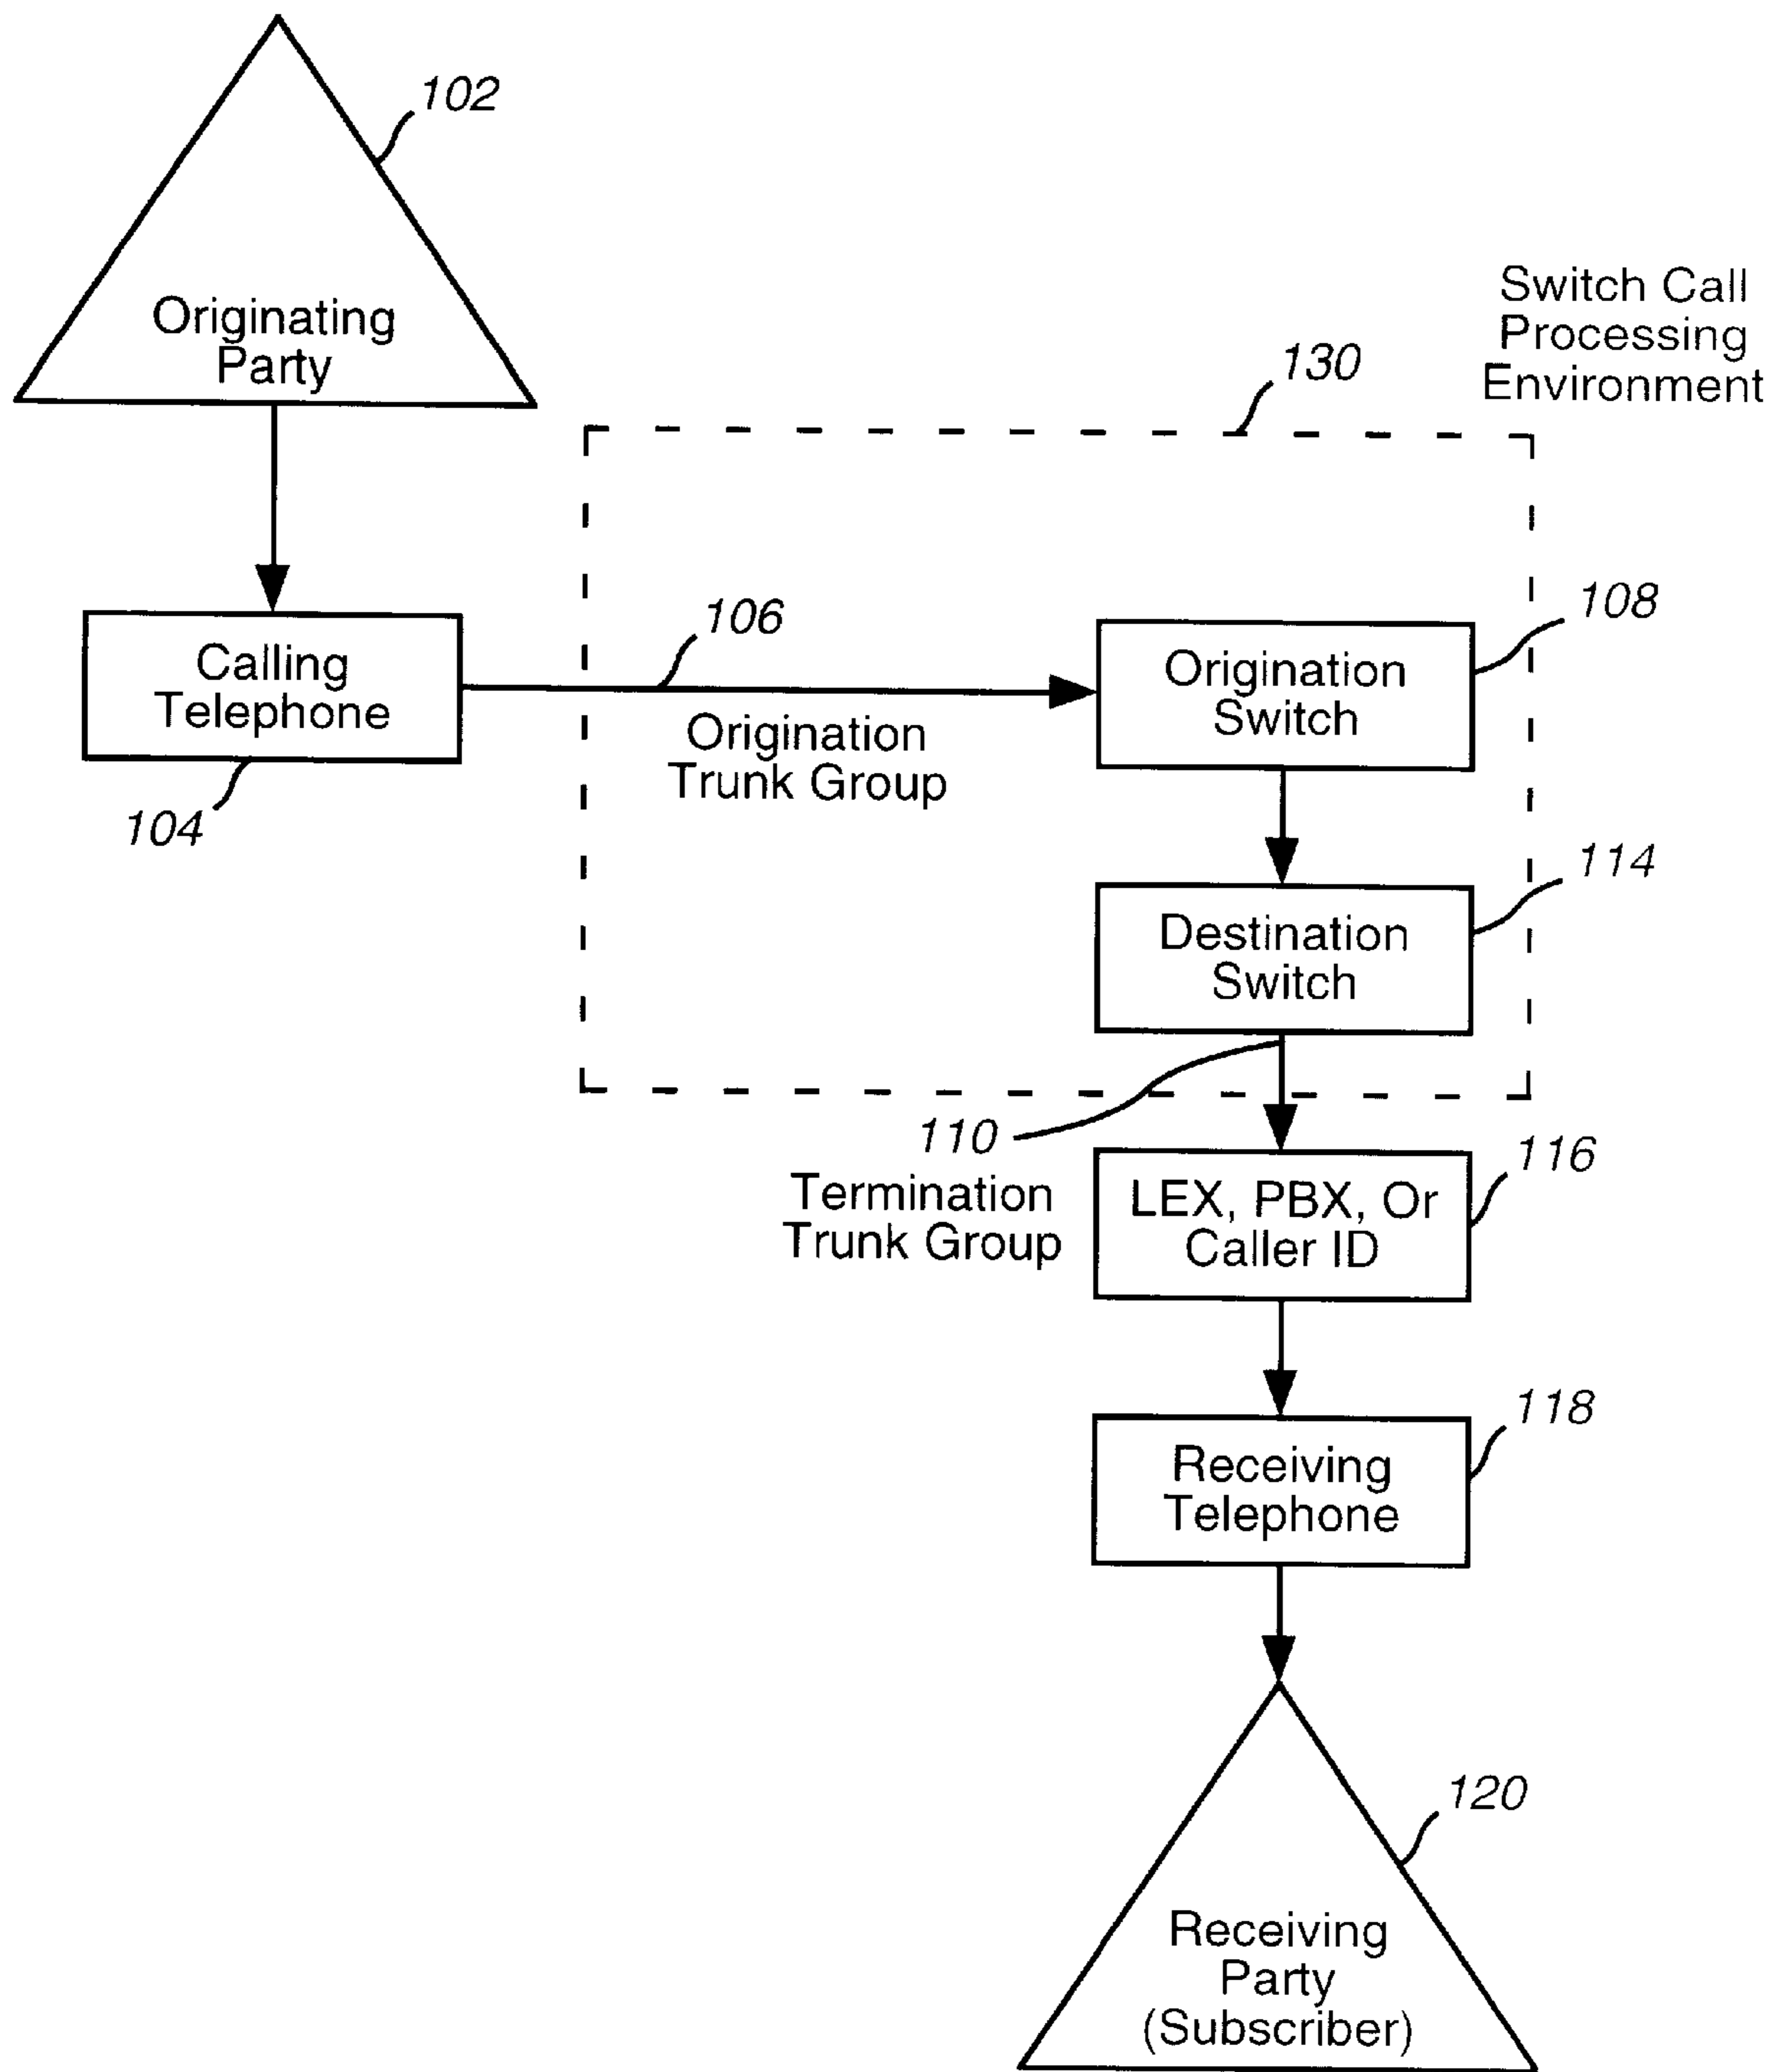 102
Originating
Party
Switch Call
Processing
Environment
130
106
108
Calling
Telephone
Origination
Switch
Origination
Trunk Group
104
114
Destination
Switch
110
Termination
Trunk Group
116
LEX, PBX, Or
Caller ID
118
Receiving
Telephone
120
Receiving
Party
(Subscriber)